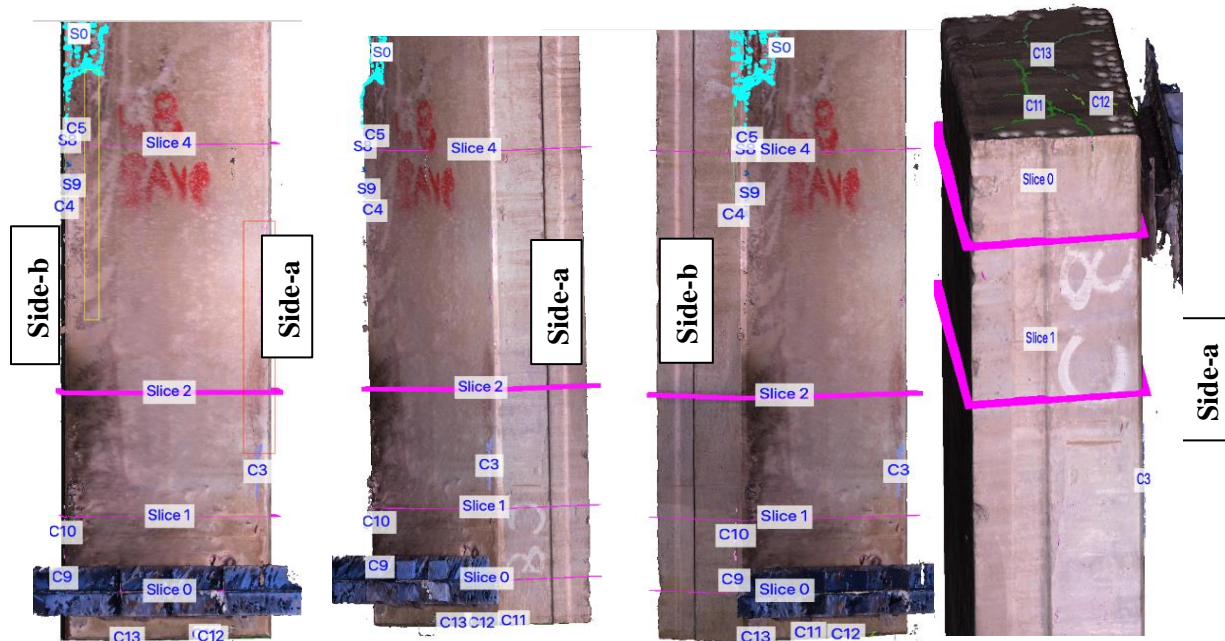 S0
C5
S8
Slice 4
S9
C4
Side-b
Side-a
Slice 2
C3
Slice 1
C10
C9
Slice 0
C13
C12
S0
C5
S8
Slice 4
S9
C4
Side-a
Slice 2
C3
Slice 1
C10
C9
Slice 0
C13
C12
C11
S0
C5
S8
Slice 4
S9
C4
Side-b
Slice 2
C3
Slice 1
C10
C9
Slice 0
C13
C11
C12
C13
C11
C12
Slice 0
Slice 1
C3
Side-a